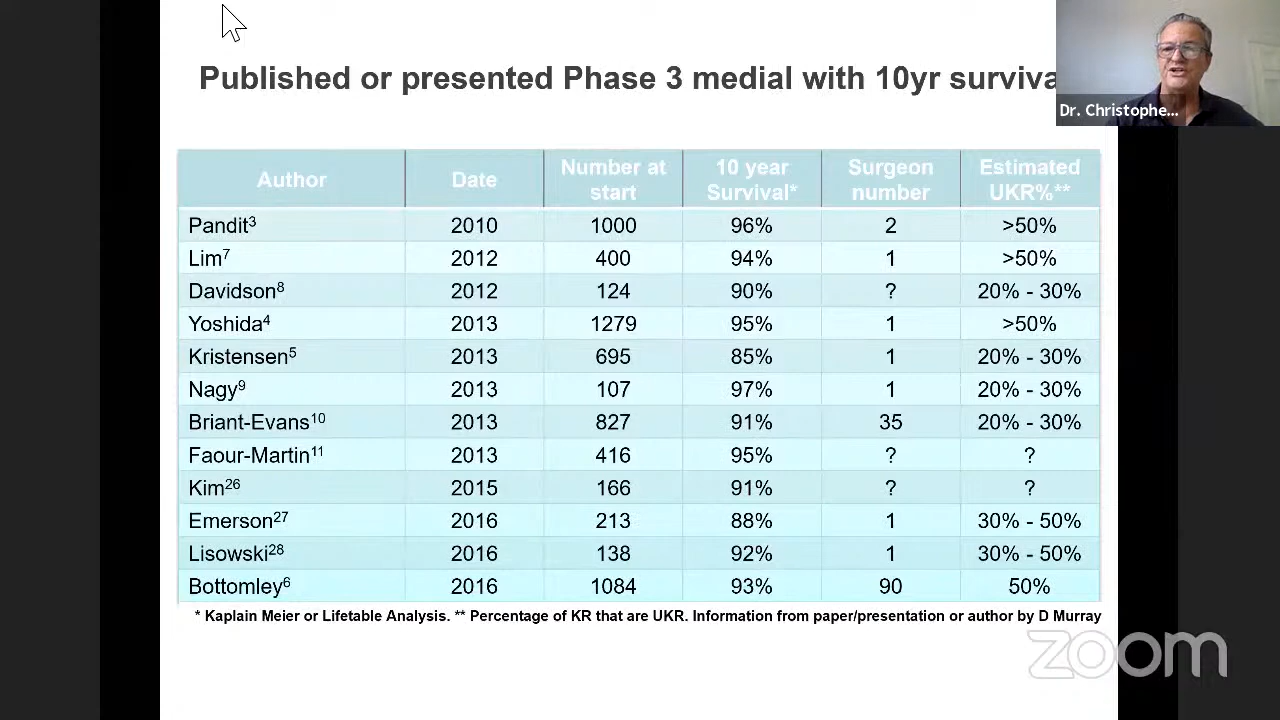 Published or presented Phase 3 medial with 10yr surviva
Dr. Christophe...
Author Date Number at start 10 year Survival* Surgeon number Estimated UKR%**
Pandit3 2010 1000 96% 2 >50%
Lim7 2012 400 94% 1 >50%
Davidson8 2012 124 90% ? 20% - 30%
Yoshida4 2013 1279 95% 1 >50%
Kristensen5 2013 695 85% 1 20% - 30%
Nagy9 2013 107 97% 1 20% - 30%
Briant-Evans10 2013 827 91% 35 20% - 30%
Faour-Martin11 2013 416 95% ? ?
Kim26 2015 166 91% ? ?
Emerson27 2016 213 88% 1 30% - 50%
Lisowski28 2016 138 92% 1 30% - 50%
Bottomley6 2016 1084 93% 90 50%
* Kaplain Meier or Lifetable Analysis. ** Percentage of KR that are UKR. Information from paper/presentation or author by D Murray
zoom